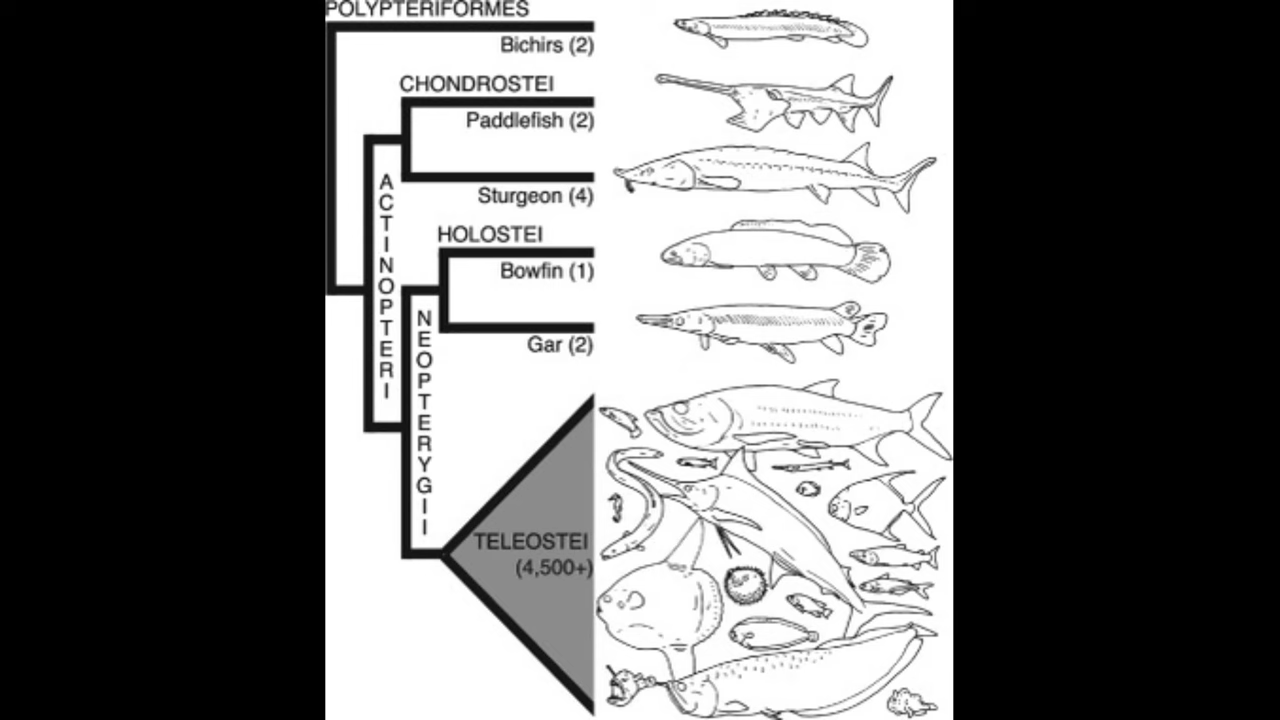 POLYPTERIFORMES
Bichirs (2)
CHONDROSTEI
Paddlefish (2)
ACTINOPTERI
Sturgeon (4)
HOLOSTEI
Bowfin (1)
NEOPTERYGII
Gar (2)
TELEOSTEI
(4,500+)